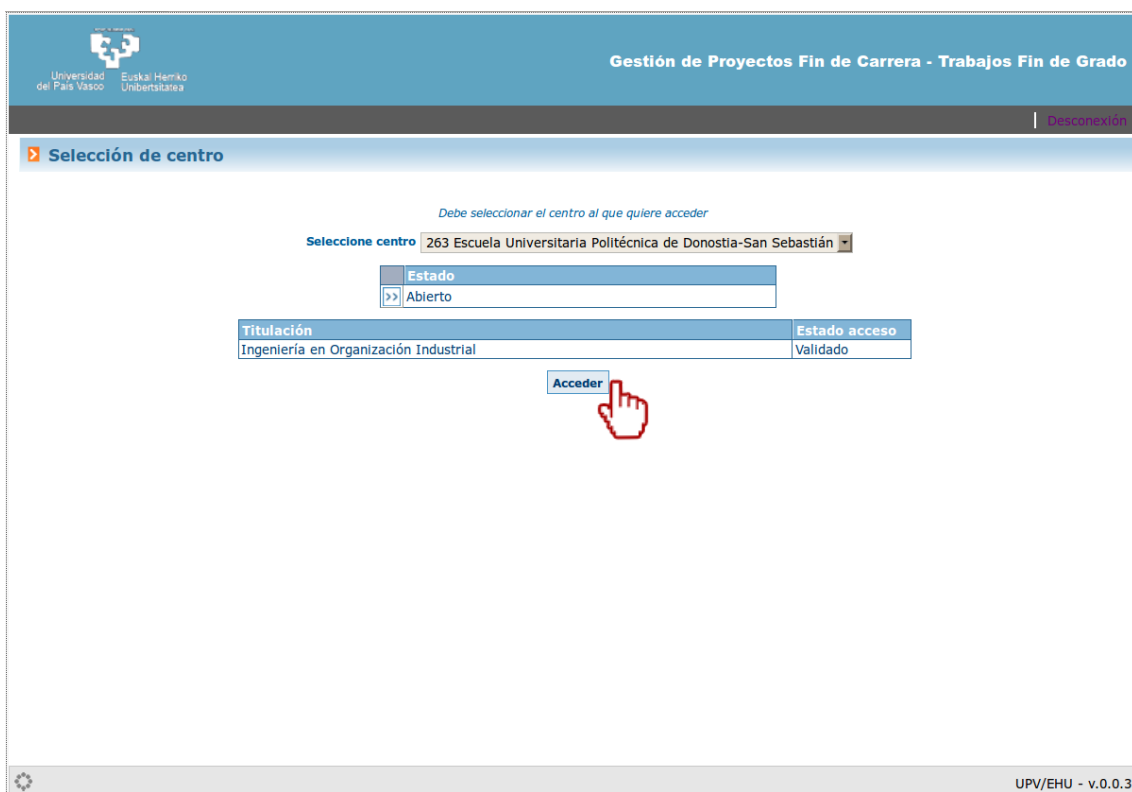 Universidad del País Vasco
Euskal Herriko Unibertsitatea
Gestión de Proyectos Fin de Carrera - Trabajos Fin de Grado
Desconexión
Selección de centro
Debe seleccionar el centro al que quiere acceder
Seleccione centro 263 Escuela Universitaria Politécnica de Donostia-San Sebastián
Estado
>> Abierto
Titulación Estado acceso
Ingeniería en Organización Industrial Validado
Acceder
UPV/EHU - v.0.0.3